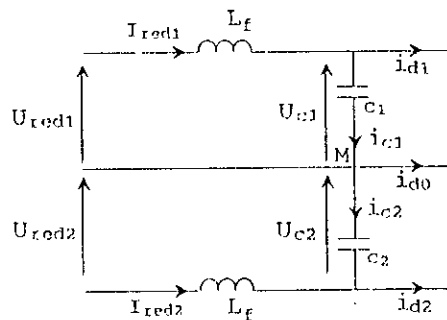 I_red1 L_f
i_d1
U_red1 U_c1 C_1
i_c1
M
i_d0
i_c2
U_red2 U_c2
C_2
I_red2 L_f i_d2